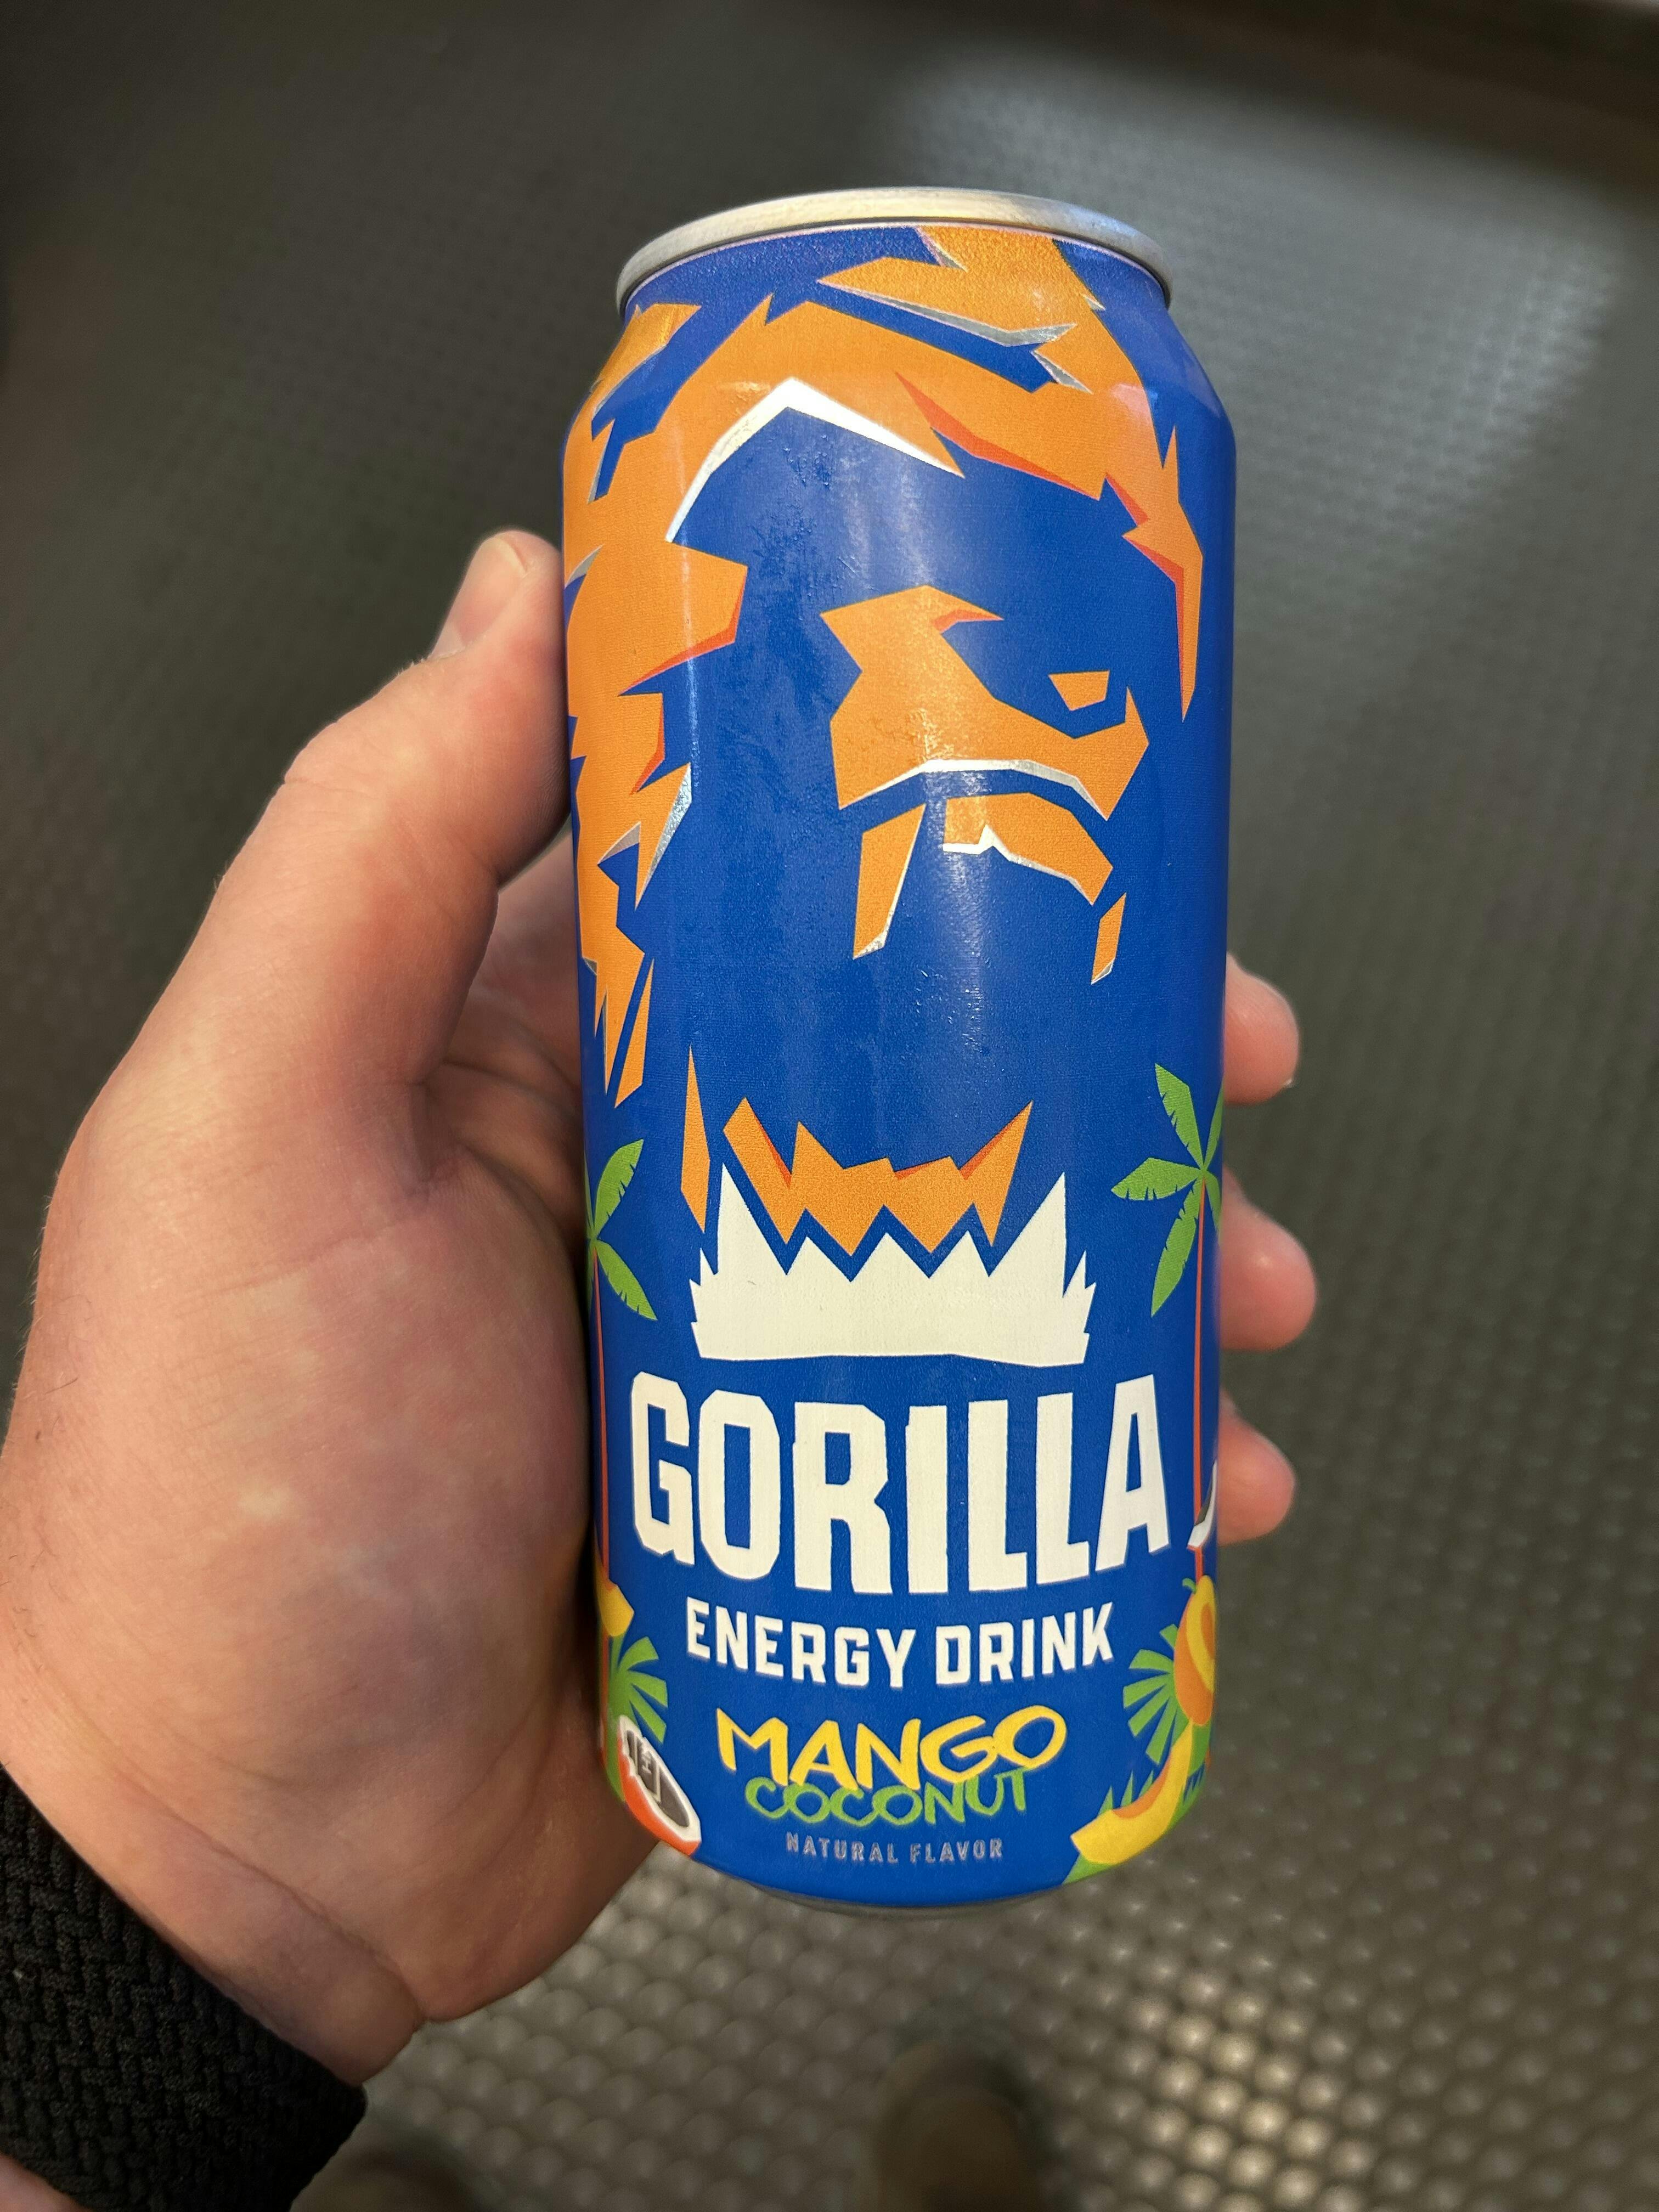 GORILLA
ENERGY DRINK
MANGO
COCONUT
NATURAL FLAVOR